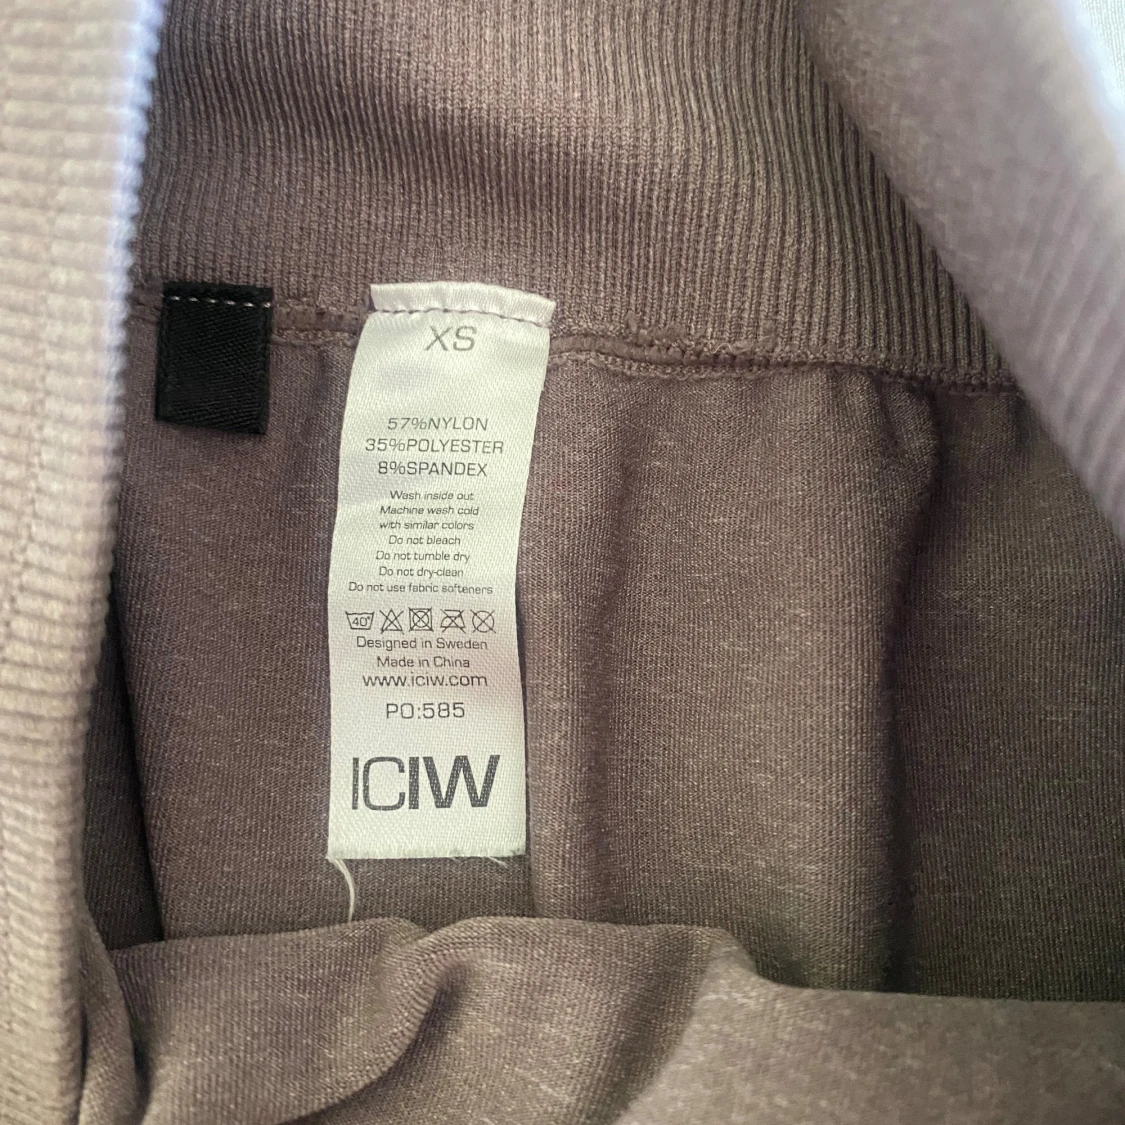 XS
57%NYLON
35%POLYESTER
8%SPANDEX
Wash inside out
Machine wash cold
with similar colors
Do not bleach
Do not tumble dry
Do not dry-clean
Do not use fabric softeners
40°
Designed in Sweden
Made in China
www.iciw.com
PO:585
ICIW